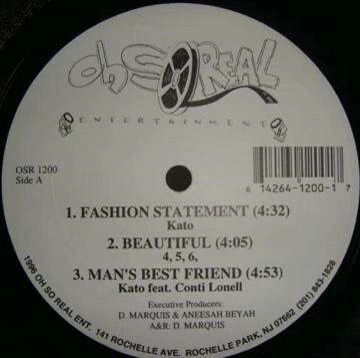 Oh SO REAL
ENTERTAINMENT
OSR 1200
Side A
6 14264-1200-1 7
1. FASHION STATEMENT (4:32)
Kato
2. BEAUTIFUL (4:05)
4, 5, 6,
3. MAN'S BEST FRIEND (4:53)
Kato feat. Conti Lonell
Executive Producers:
D. MARQUIS & ANEESAH BEYAH
A&R: D. MARQUIS
1996 OH SO REAL ENT. 141 ROCHELLE AVE. ROCHELLE PARK, NJ 07662 (201) 843-1828